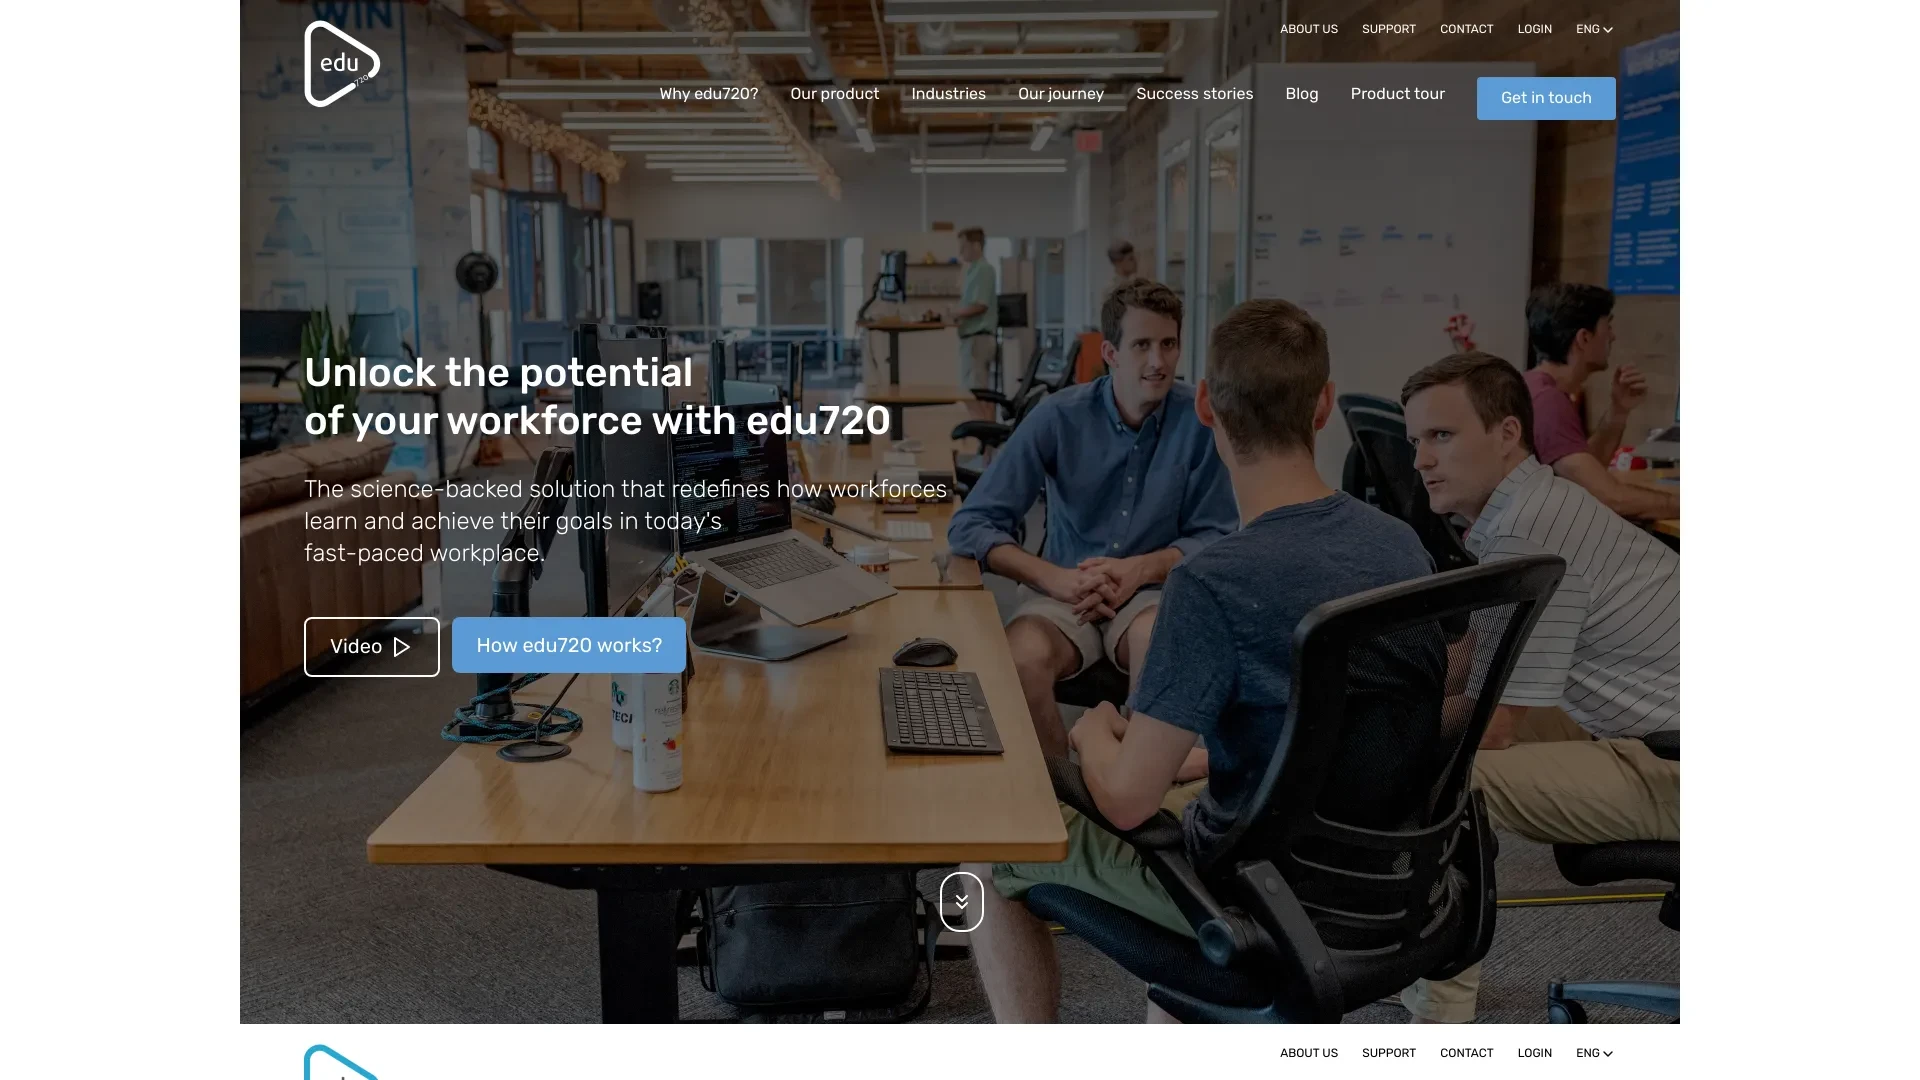 WIN
ABOUT US SUPPORT CONTACT LOGIN ENG
edu
720
Why edu720? Our product Industries Our journey Success stories Blog Product tour Get in touch
Unlock the potential
of your workforce with edu720
The science-backed solution that redefines how workforces
learn and achieve their goals in today's
fast-paced workplace.
Video How edu720 works?
ABOUT US SUPPORT CONTACT LOGIN ENG